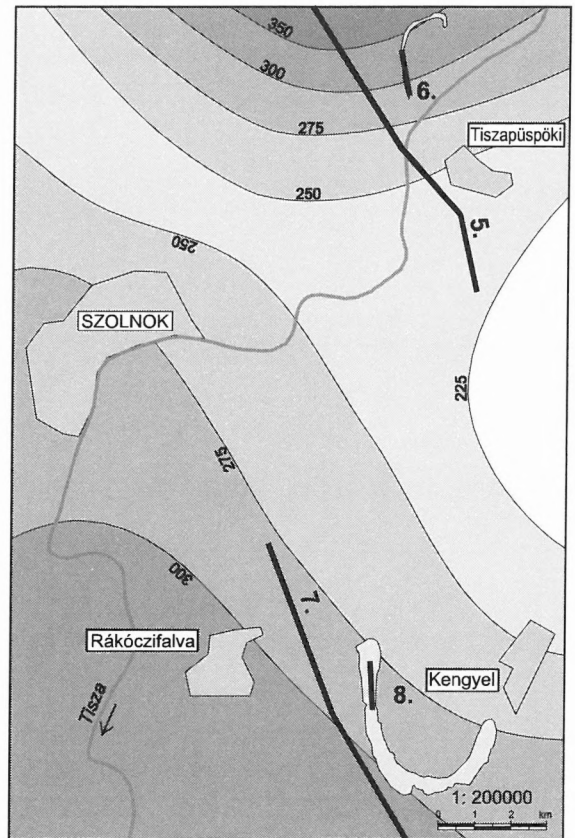 350
300
6.
275
Tiszapüspöki
250
5.
250
SZOLNOK
225
275
300
7.
Rákóczifalva
Kengyel
8.
Tisza
1: 200000
0 1 2 km